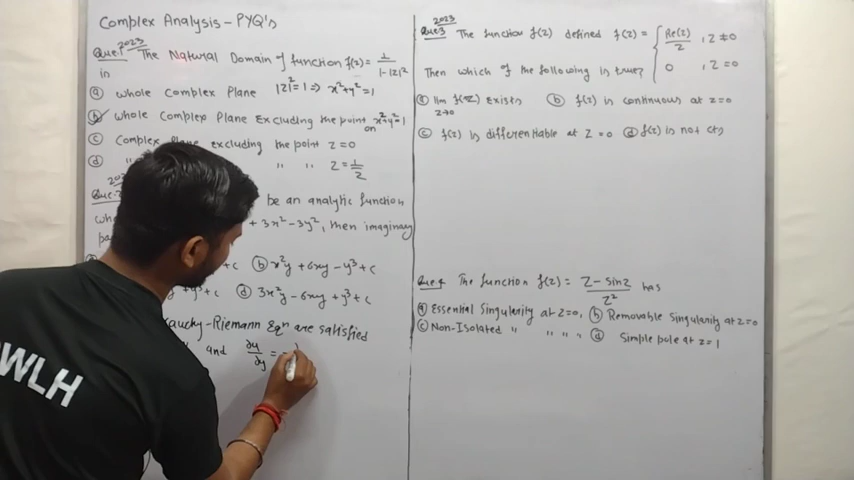 Complex Analysis - PYQ's
Que:1 2023 The Natural Domain of function f(z) = 1/1-|z|²
is
(a) whole Complex Plane |z|²=1 ⇒ x²+y²=1
(b) whole Complex Plane Excluding the point on x²+y²=1
(c) Complex Plane excluding the point z=0
(d) " " z = 1/2
Que:2 be an analytic function
+ 3x² - 3y², then imaginary
+c (b) x²y + 6xy - y³ + c
+ y³ + c (d) 3x²y - 6xy + y³ + c
Cauchy-Riemann Eqⁿ are satisfied
and ∂u/∂y = -
2023
Que:3 The function f(z) defined f(z) = { Re(z)/2 , z≠0
0 , z=0
Then which of the following is true?
(a) lim z→0 f(z) Exists (b) f(z) is continuous at z=0
(c) f(z) is differentiable at z=0 (d) f(z) is not cts
Que:4 The function f(z) = z - sinz / z² has
(a) Essential Singularity at z=0, (b) Removable singularity at z=0
(c) Non-Isolated " " " " (d) Simple pole at z=1
WLH